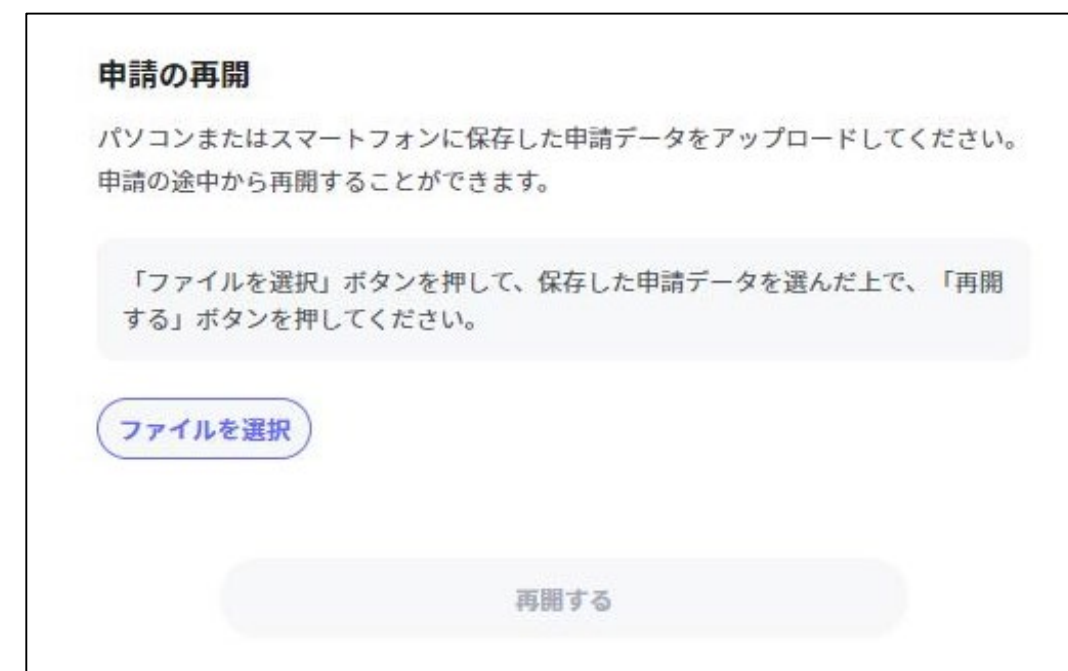 申請の再開
パソコンまたはスマートフォンに保存した申請データをアップロードしてください。
申請の途中から再開することができます。
「ファイルを選択」ボタンを押して、保存した申請データを選んだ上で、「再開
する」ボタンを押してください。
ファイルを選択
再開する